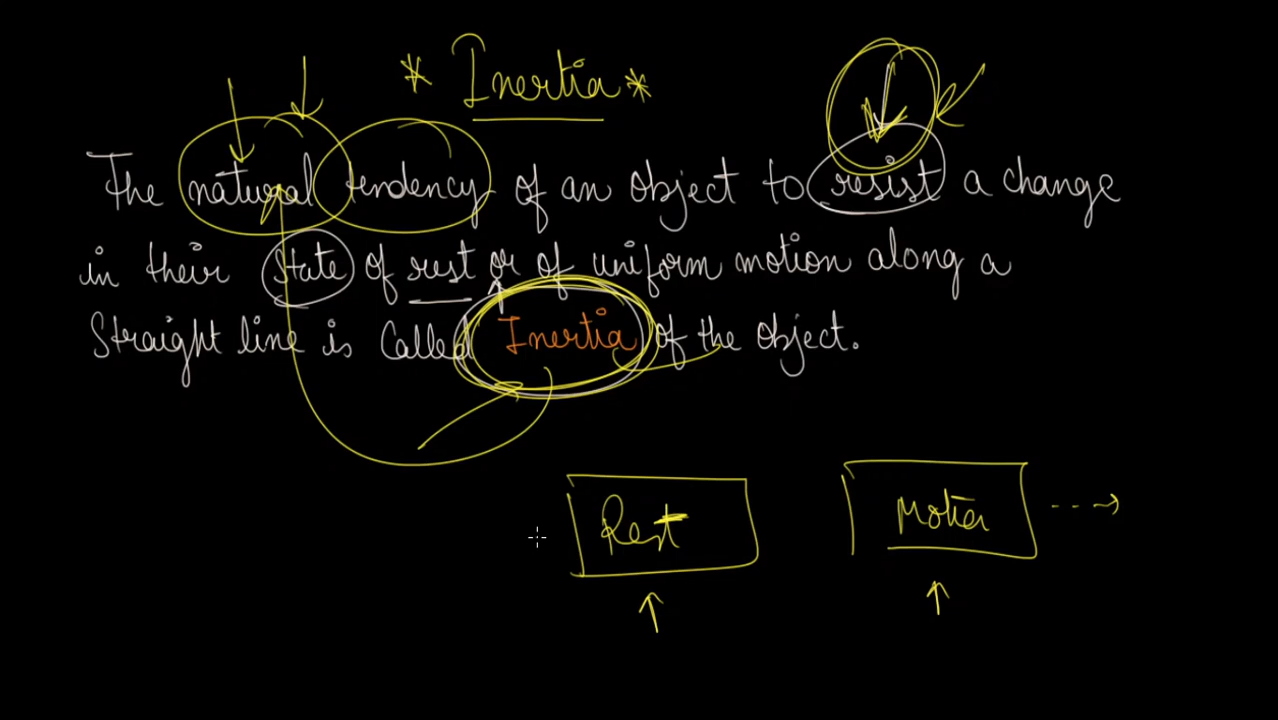 * Inertia *
The natural tendency of an object to resist a change
in their state of rest or of uniform motion along a
Straight line is called Inertia of the object.
Rest
Motion